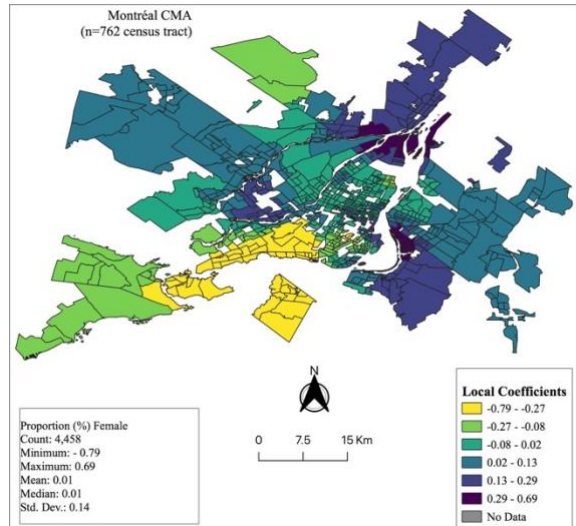 Montréal CMA
(n=762 census tract)
N
0 5 15 Km
Proportion (%) Female
Count: 4,458
Minimum: - 0.79
Maximum: 0.69
Mean: 0.01
Median: 0.01
Std. Dev.: 0.14
Local Coefficients
-0.79 - -0.27
-0.27 - -0.08
-0.08 - 0.02
0.02 - 0.13
0.13 - 0.29
0.29 - 0.69
No Data